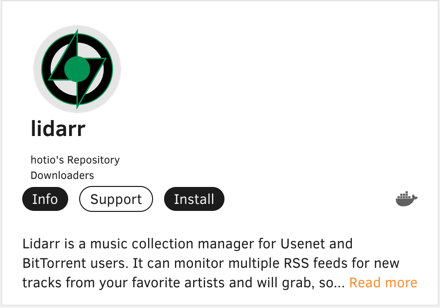 lidarr
hotio's Repository
Downloaders
Info Support Install
Lidarr is a music collection manager for Usenet and
BitTorrent users. It can monitor multiple RSS feeds for new
tracks from your favorite artists and will grab, so... Read more